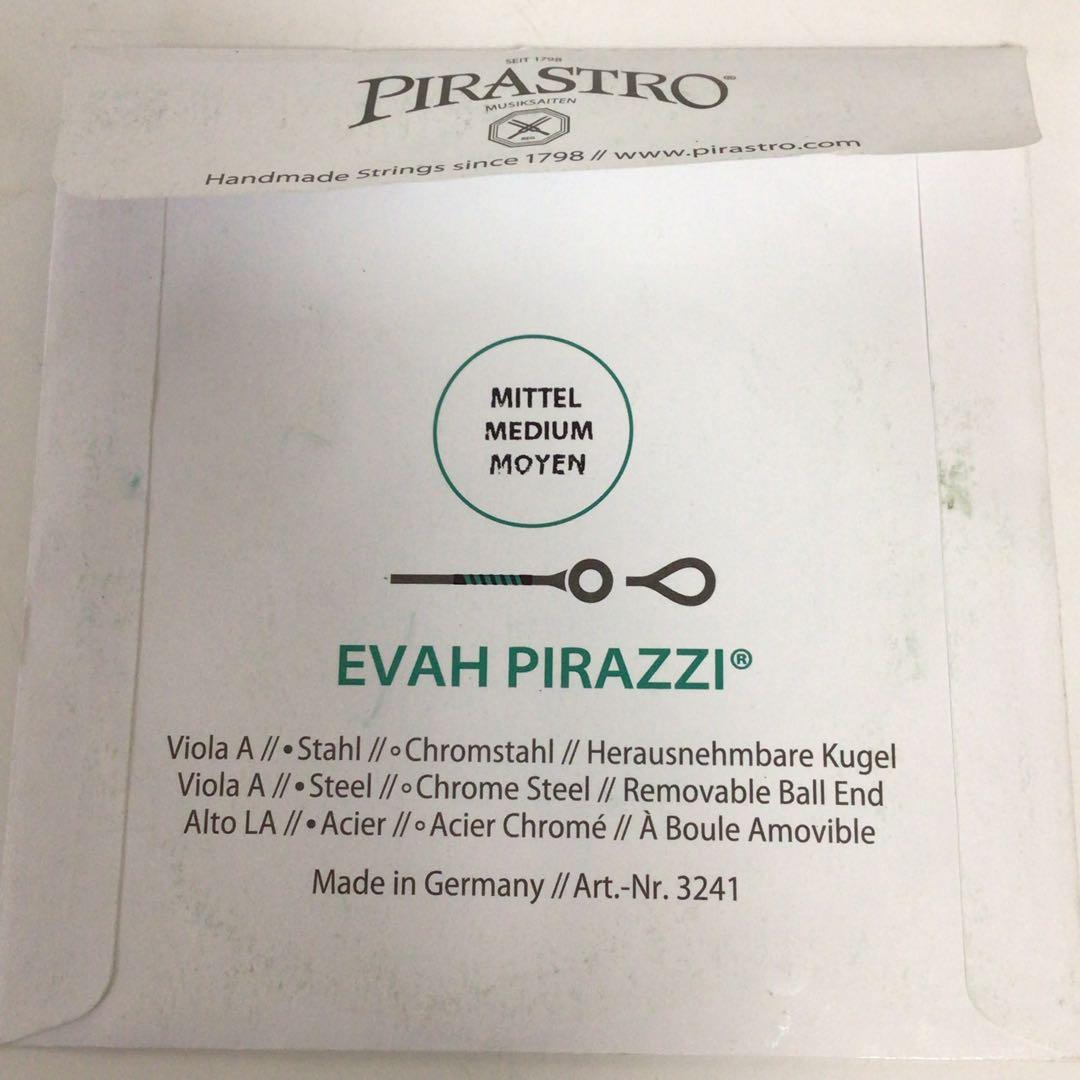 SEIT 1798
PIRASTRO®
MUSIKSAITEN
REG
Handmade Strings since 1798 // www.pirastro.com
MITTEL
MEDIUM
MOYEN
EVAH PIRAZZI®
Viola A // • Stahl // ∘ Chromstahl // Herausnehmbare Kugel
Viola A // • Steel // ∘ Chrome Steel // Removable Ball End
Alto LA // • Acier // ∘ Acier Chromé // À Boule Amovible
Made in Germany // Art.-Nr. 3241